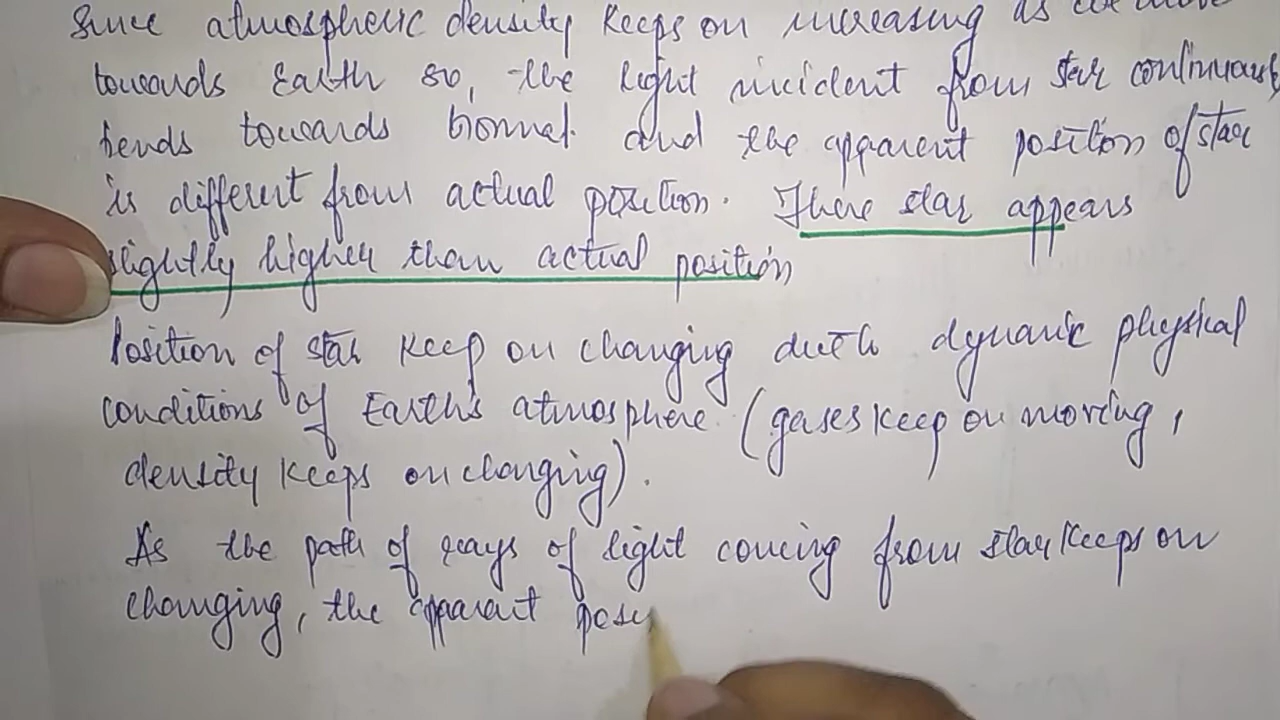 Since atmospheric density keeps on increasing as we move
towards Earth so, the light incident from star continuously
bends towards normal and the apparent position of star
is different from actual position. There star appears
slightly higher than actual position
Position of star keep on changing due to dynamic physical
conditions of Earth's atmosphere. (gases keep on moving,
density keeps on changing).
As the path of rays of light coming from star keeps on
changing, the apparent posi